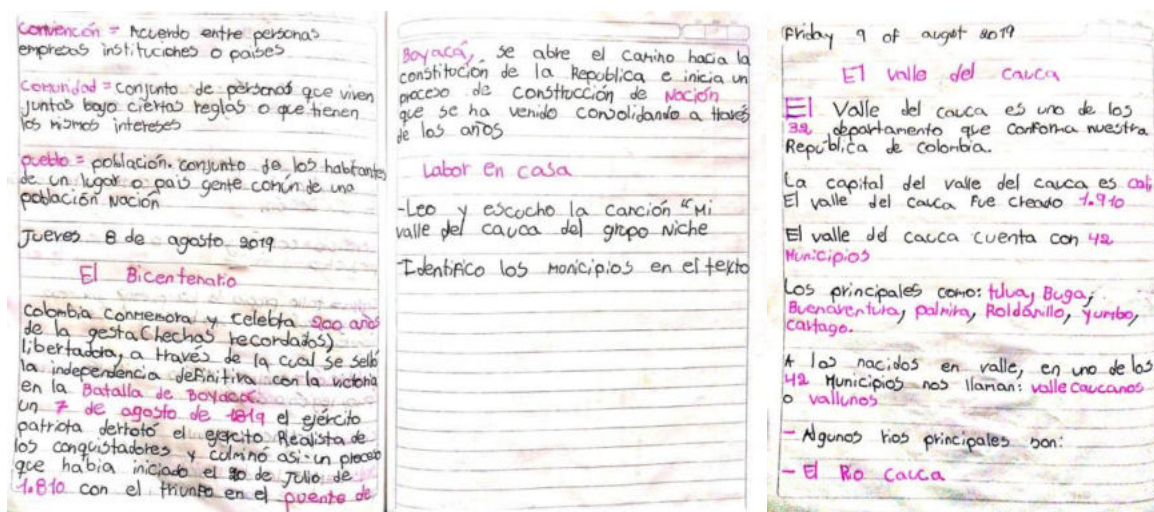 Convención = Acuerdo entre personas
empresas instituciones o paises
Comunidad = conjunto de personas que viven
juntas bajo ciertas reglas o que tienen
los mismos intereses
pueblo = población. conjunto de los habitantes
de un lugar o pais gente común de una
población Nación
Jueves 8 de agosto 2019
El Bicentenario
Colombia conmemora y celebra 200 años
de la gesta (hechos recordados)
libertadora, a través de la cual se selló
la independencia definitiva con la victoria
en la Batalla de Boyacá.
un 7 de agosto de 1819 el ejército
patriota derrotó el ejercito Realista de
los conquistadores y culminó asi un proceso
que habia iniciado el 20 de Julio de
1.810 con el triunfo en el puente de
Boyacá, se abre el camino hacia la
constitución de la Republica e inicia un
proceso de construcción de Nación
que se ha venido consolidando a través
de los años
Labor en casa
-Leo y escucho la canción "Mi
valle del cauca del grupo Niche
-Identifico los monicipios en el texto
Friday 9 of augst 2019
El valle del cauca
El Valle del cauca es uno de los
32 departamento que conforma nuestra
República de colombia.
La capital del valle del cauca es cali
El valle del cauca fue creado 1.910
El valle del cauca cuenta con 42
Municipios
Los principales como: tulua, Buga,
Buenaventura, palmira, Roldanillo, yumbo,
cartago.
A los nacidos en valle, en uno de los
42 Municipios nos llaman: valle caucanos
o vallunos
- Algunos rios principales son:
- El Rio cauca